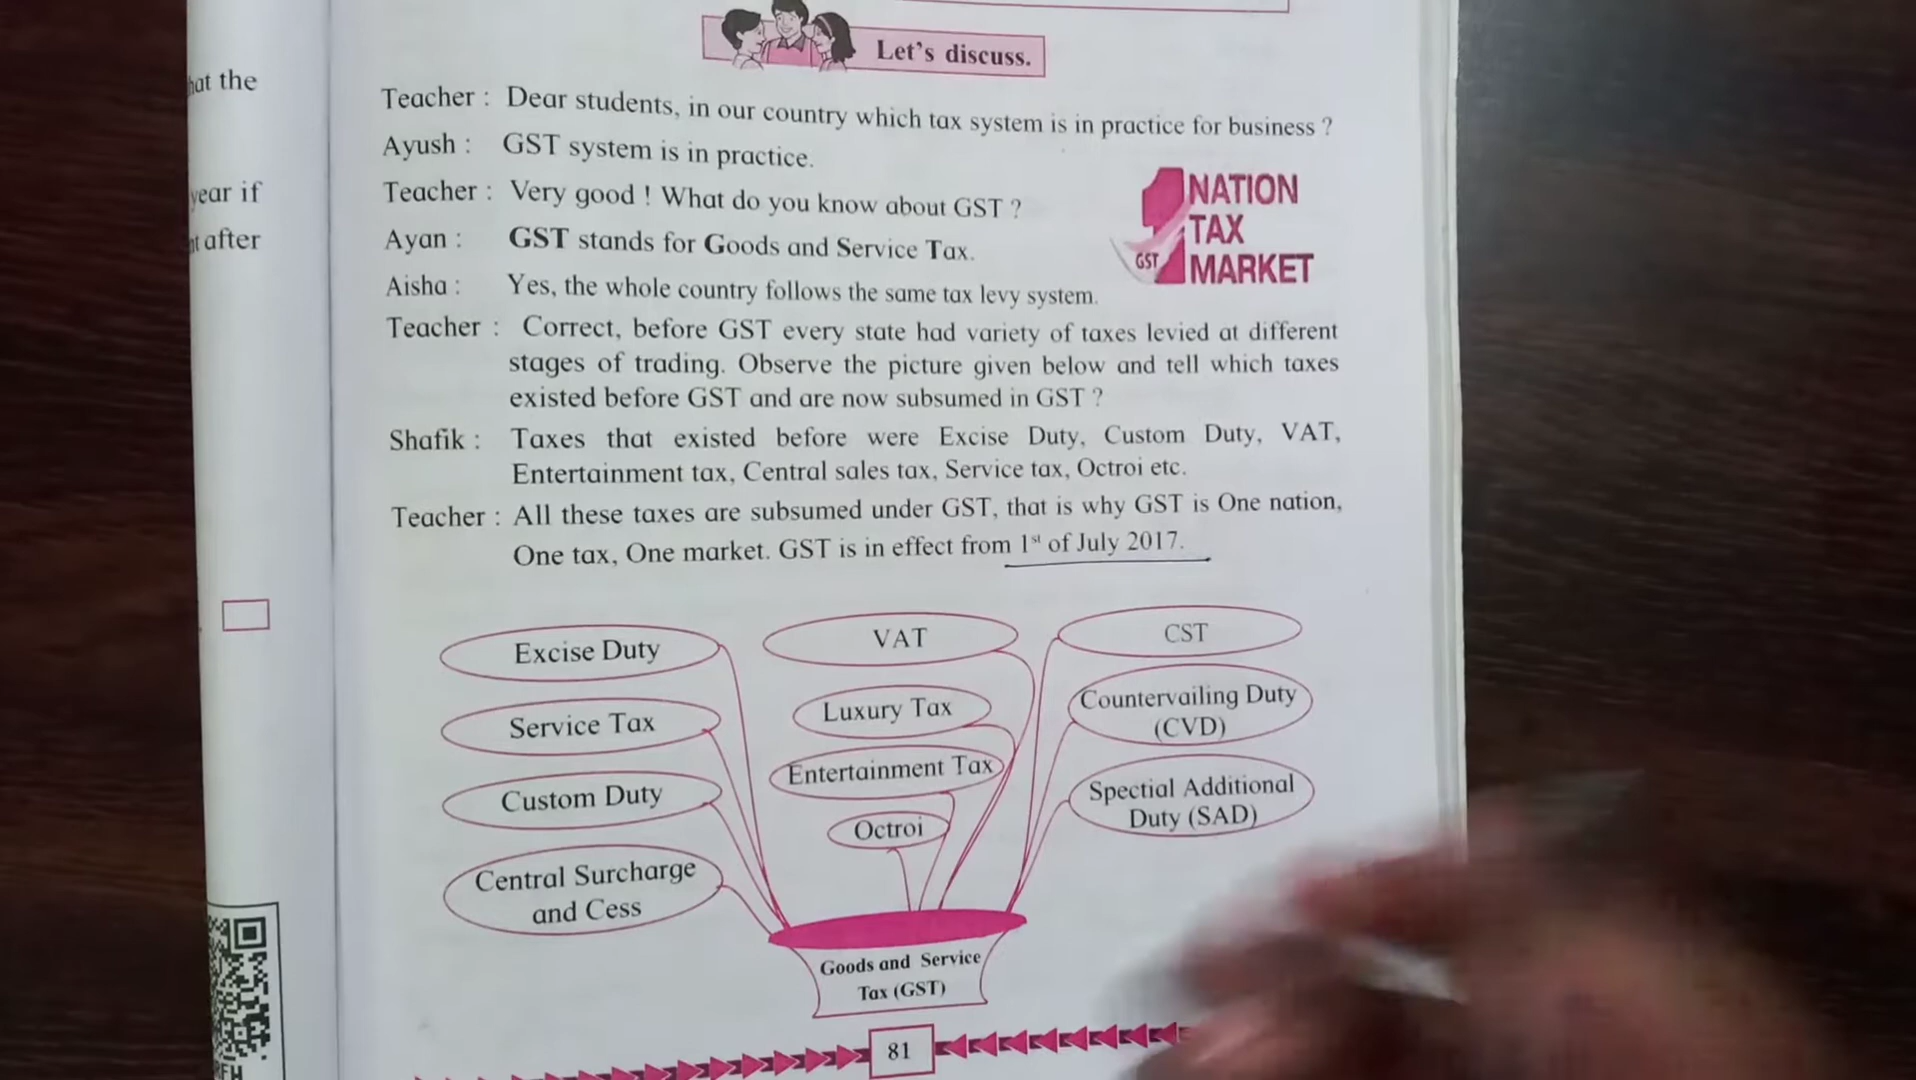 Let's discuss.
hat the
year if
t after
Teacher : Dear students, in our country which tax system is in practice for business ?
Ayush : GST system is in practice.
Teacher : Very good ! What do you know about GST ?
Ayan : GST stands for Goods and Service Tax.
Aisha : Yes, the whole country follows the same tax levy system.
1 NATION
TAX
MARKET
GST
Teacher : Correct, before GST every state had variety of taxes levied at different
stages of trading. Observe the picture given below and tell which taxes
existed before GST and are now subsumed in GST ?
Shafik : Taxes that existed before were Excise Duty, Custom Duty, VAT,
Entertainment tax, Central sales tax, Service tax, Octroi etc.
Teacher : All these taxes are subsumed under GST, that is why GST is One nation,
One tax, One market. GST is in effect from 1st of July 2017.
Excise Duty
Service Tax
Custom Duty
Central Surcharge
and Cess
VAT
Luxury Tax
Entertainment Tax
Octroi
CST
Countervailing Duty
(CVD)
Spectial Additional
Duty (SAD)
Goods and Service
Tax (GST)
81